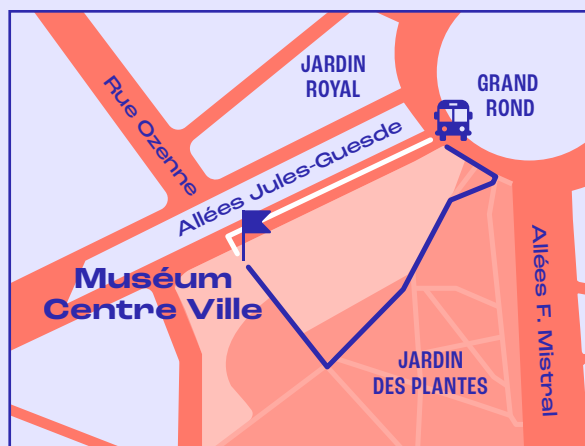 JARDIN
ROYAL
GRAND
ROND
Rue Ozenne
Allées Jules-Guesde
Muséum
Centre Ville
Allées F. Mistral
JARDIN
DES PLANTES